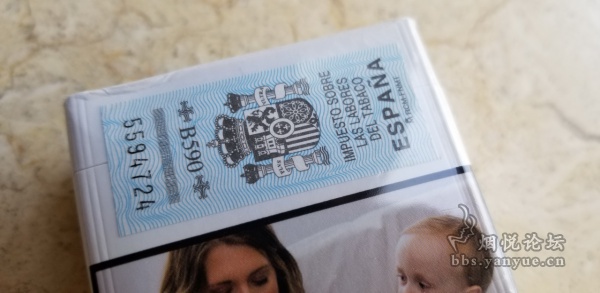 IMPUESTO SOBRE
LAS LABORES
DEL TABACO
ESPAÑA
B590
5594724
烟悦论坛
bbs.yanyue.cn